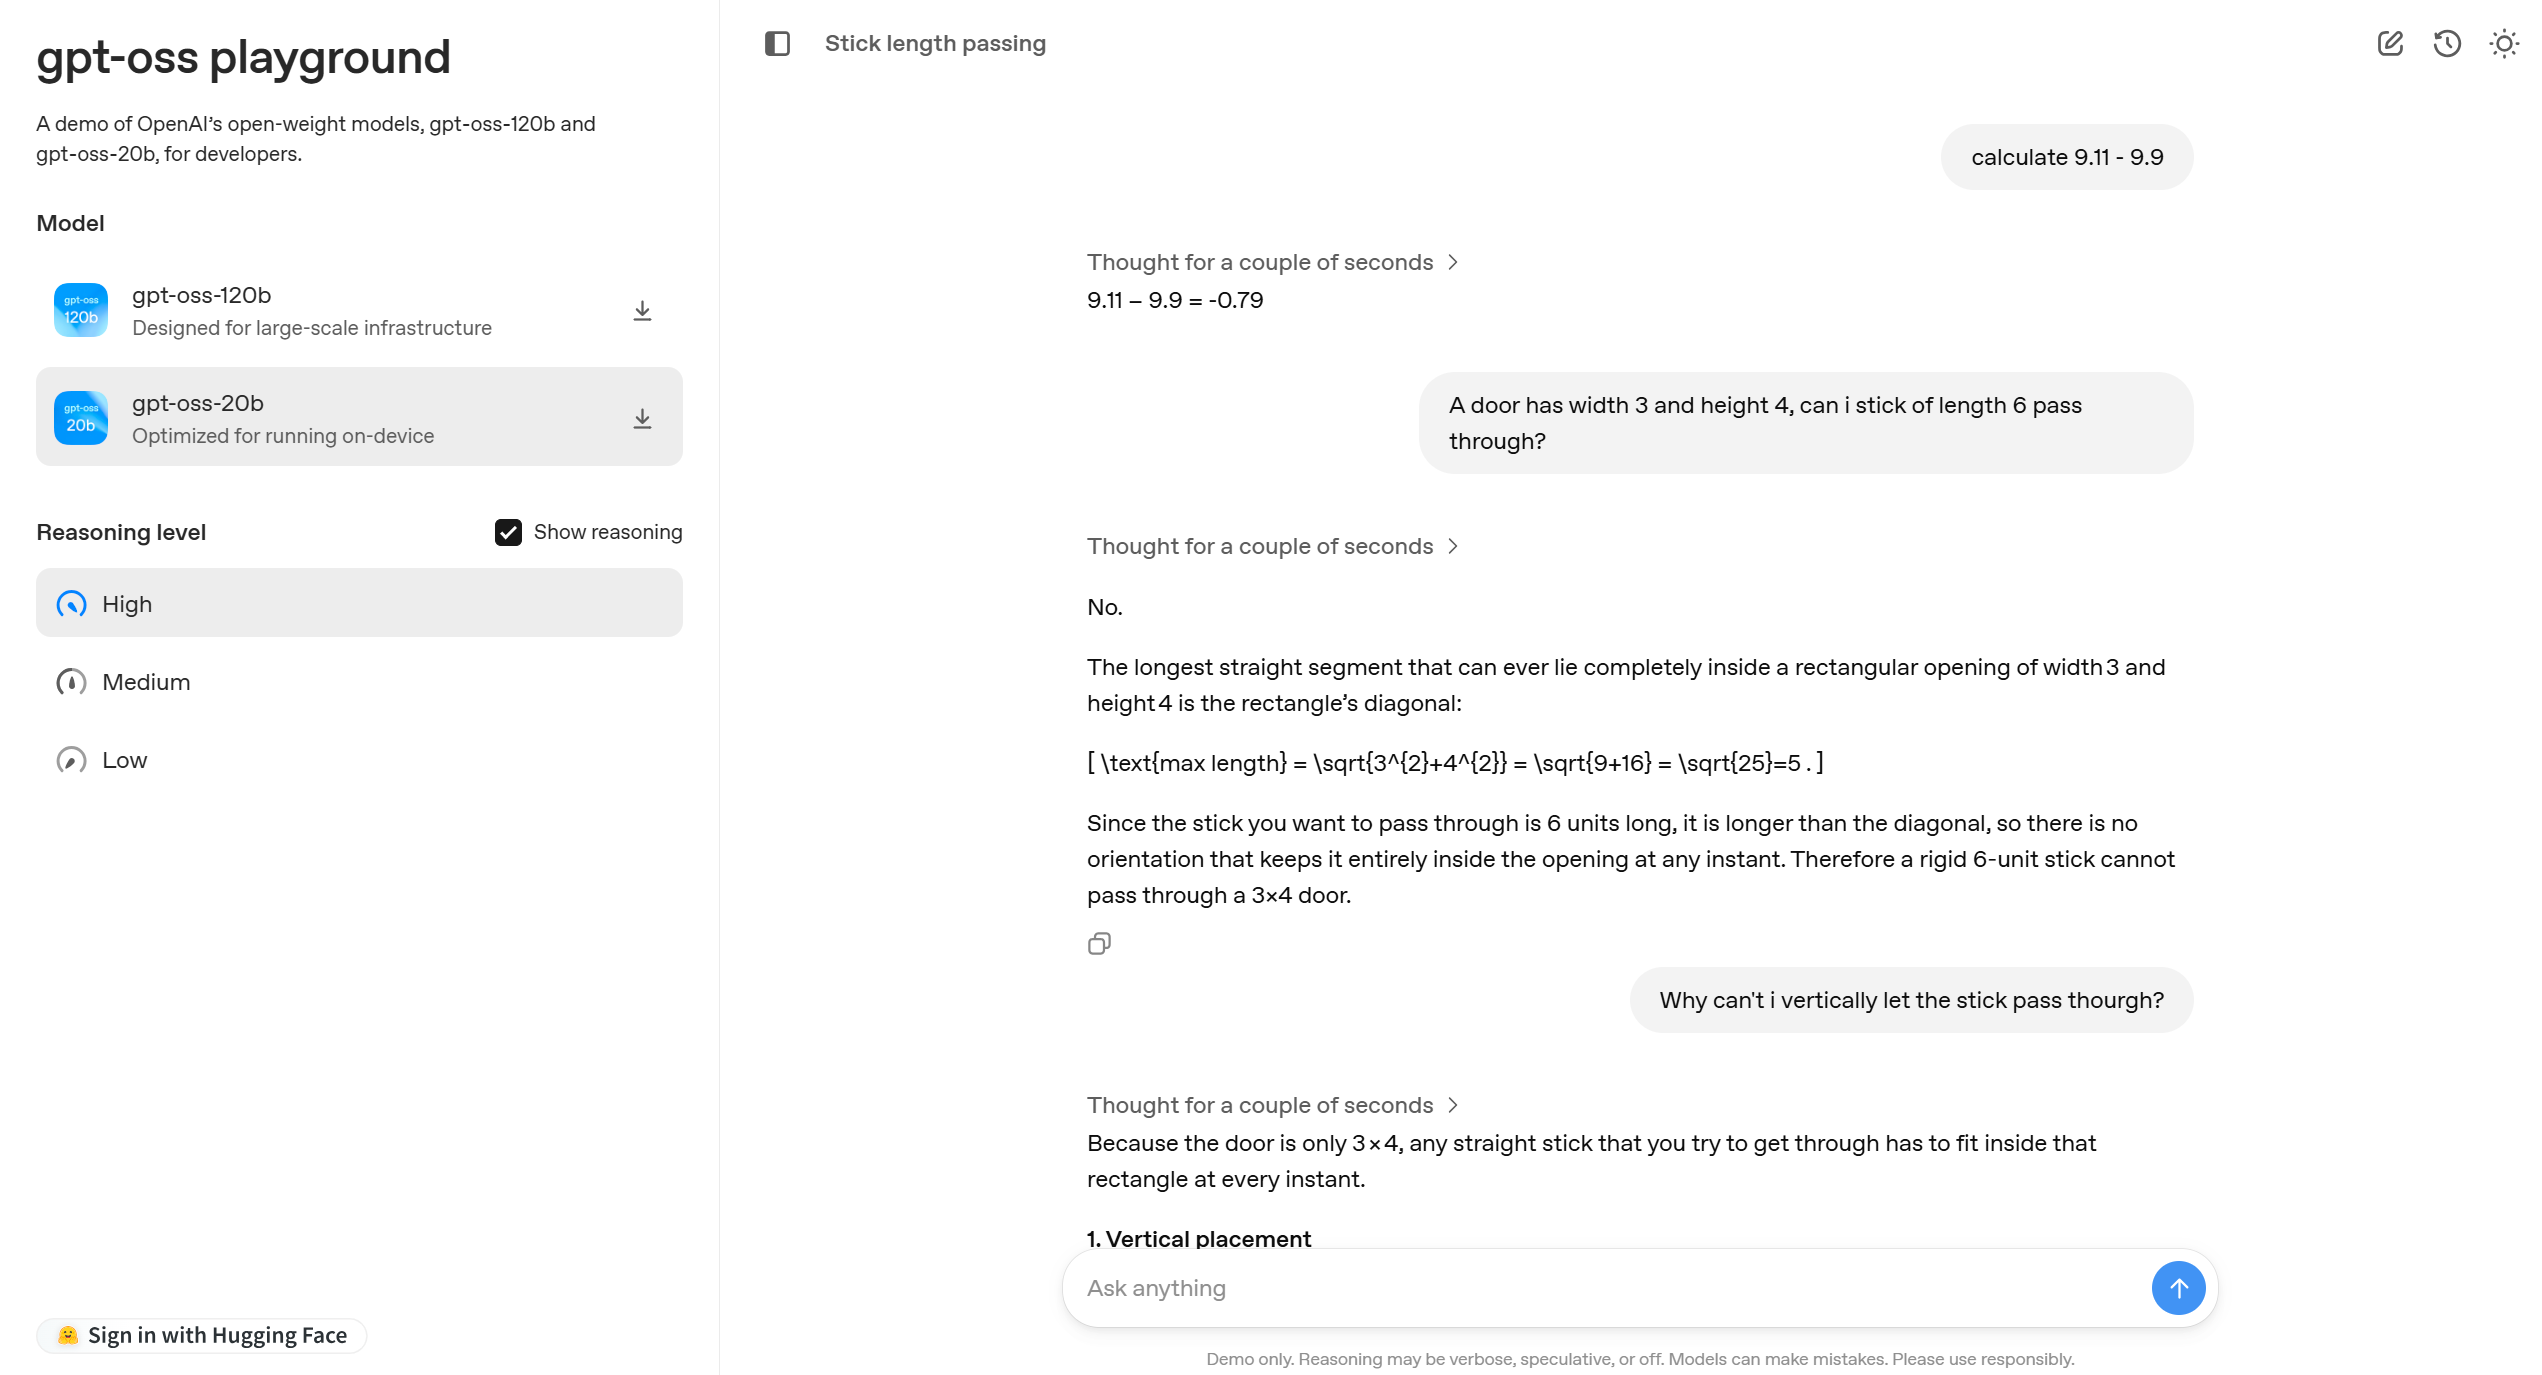 gpt-oss playground
A demo of OpenAI’s open-weight models, gpt-oss-120b and
gpt-oss-20b, for developers.
Model
gpt-oss
120b
gpt-oss-120b
Designed for large-scale infrastructure
gpt-oss
20b
gpt-oss-20b
Optimized for running on-device
Reasoning level
Show reasoning
High
Medium
Low
Sign in with Hugging Face
Stick length passing
calculate 9.11 - 9.9
Thought for a couple of seconds
9.11 – 9.9 = -0.79
A door has width 3 and height 4, can i stick of length 6 pass
through?
Thought for a couple of seconds
No.
The longest straight segment that can ever lie completely inside a rectangular opening of width 3 and
height 4 is the rectangle’s diagonal:
[ \text{max length} = \sqrt{3^{2}+4^{2}} = \sqrt{9+16} = \sqrt{25}=5 . ]
Since the stick you want to pass through is 6 units long, it is longer than the diagonal, so there is no
orientation that keeps it entirely inside the opening at any instant. Therefore a rigid 6-unit stick cannot
pass through a 3×4 door.
Why can't i vertically let the stick pass thourgh?
Thought for a couple of seconds
Because the door is only 3 × 4, any straight stick that you try to get through has to fit inside that
rectangle at every instant.
1. Vertical placement
Ask anything
Demo only. Reasoning may be verbose, speculative, or off. Models can make mistakes. Please use responsibly.